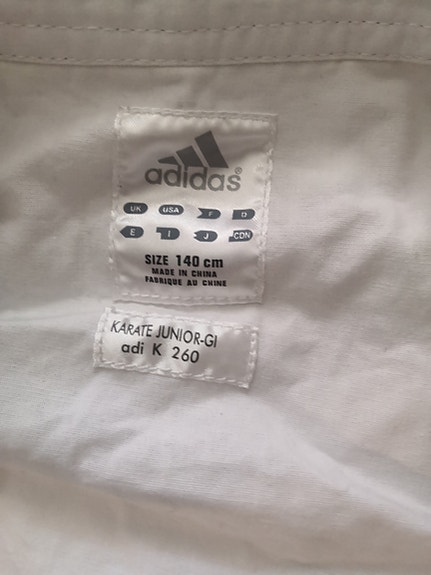 adidas®
UK USA F D
E I J CDN
SIZE 140 cm
MADE IN CHINA
FABRIQUE AU CHINE
KARATE JUNIOR-GI
adi K 260